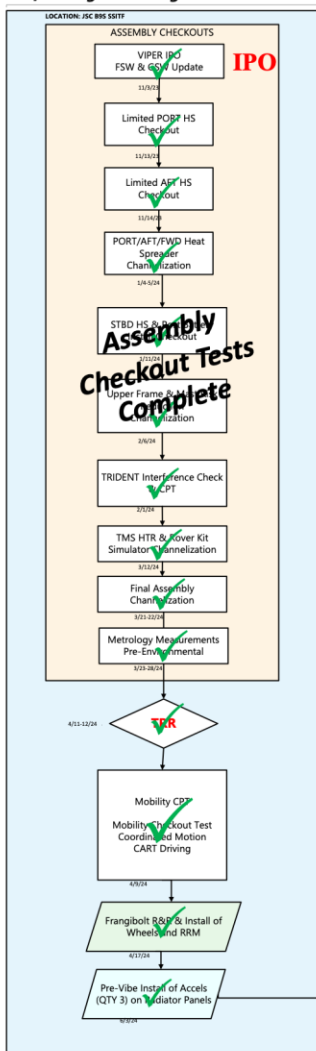 LOCATION: JSC B9S SSITF
ASSEMBLY CHECKOUTS
VIPER IPO
FSW & GSW Update
IPO
11/3/23
Limited PORT HS
Checkout
11/13/23
Limited AFT HS
Checkout
11/14/23
PORT/AFT/FWD Heat
Spreader
Channelization
1/4-5/24
STBD HS &
Checkout
1/11/24
Assembly
Checkout Tests
Complete
Upper Frame &
Channelization
2/6/24
TRIDENT Interference Check
& CPT
2/1/24
TMS HTR & Rover Kit
Simulator Channelization
3/12/24
Final Assembly
Channelization
3/21-22/24
Metrology Measurements
Pre-Environmental
3/23-28/24
4/11-12/24
TRR
Mobility CPT
Mobility Checkout Test
Coordinated Motion
CART Driving
4/9/24
Frangibolt R&R & Install of
Wheels and RRM
4/17/24
Pre-Vibe Install of Accels
(QTY 3) on Radiator Panels
6/3/24